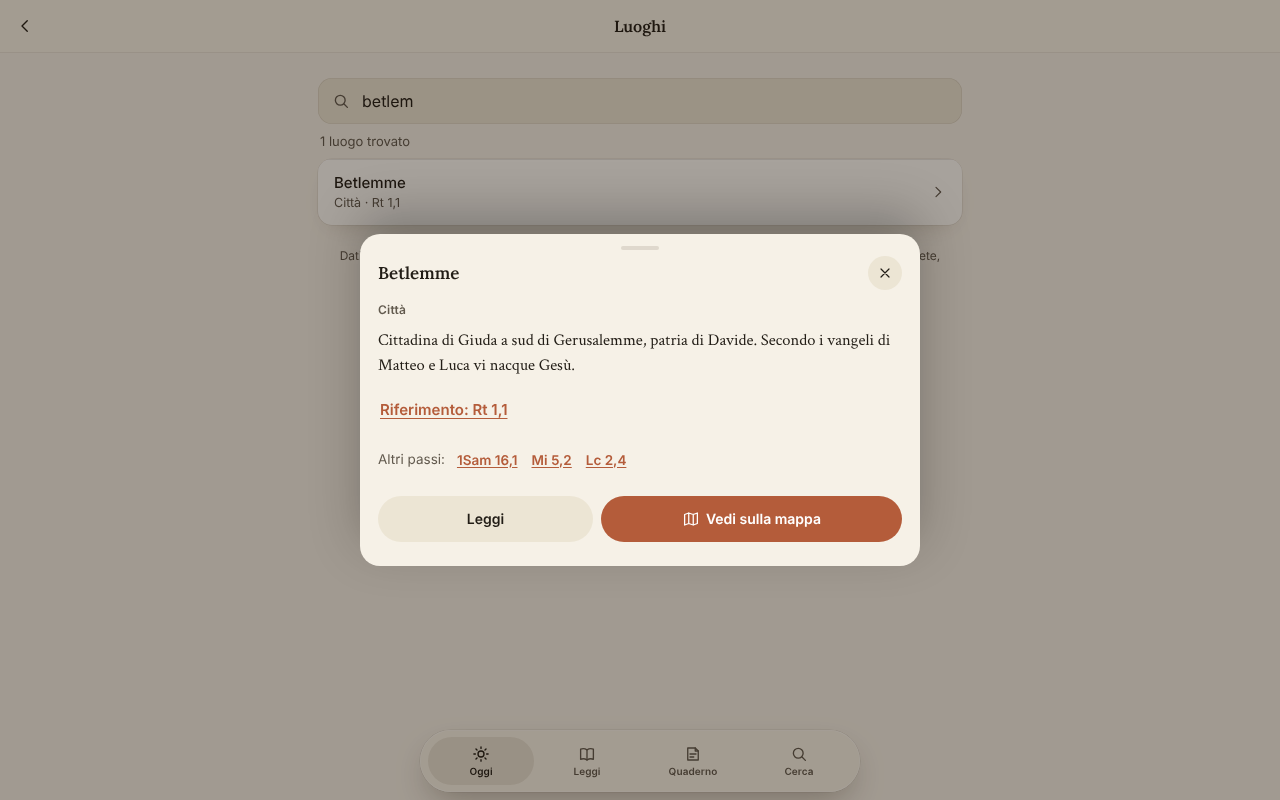 Luoghi
betlem
1 luogo trovato
Betlemme
Città · Rt 1,1
Dat
ete,
Betlemme
Città
Cittadina di Giuda a sud di Gerusalemme, patria di Davide. Secondo i vangeli di
Matteo e Luca vi nacque Gesù.
Riferimento: Rt 1,1
Altri passi: 1Sam 16,1 Mi 5,2 Lc 2,4
Leggi
Vedi sulla mappa
Oggi
Leggi
Quaderno
Cerca